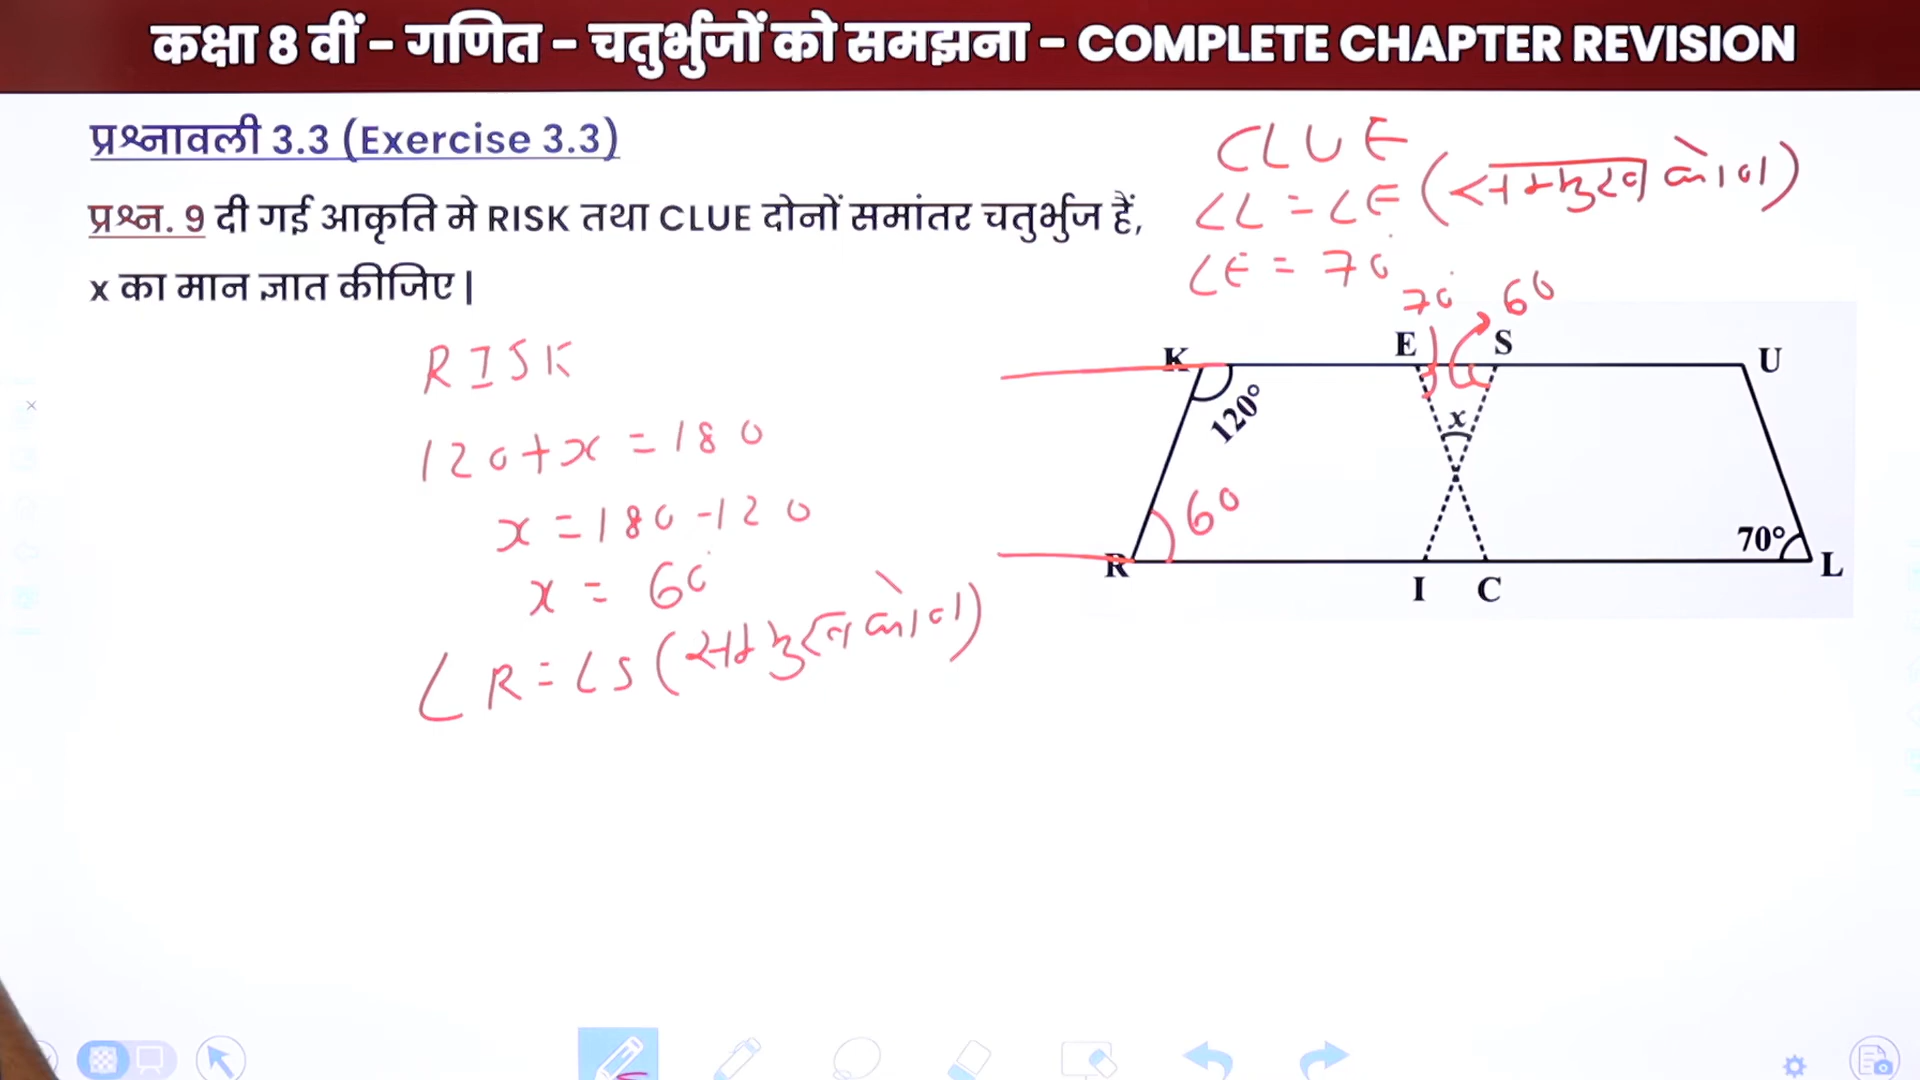 कक्षा 8 वीं – गणित – चतुर्भुजों को समझना – COMPLETE CHAPTER REVISION
प्रश्नावली 3.3 (Exercise 3.3)
प्रश्न. 9 दी गई आकृति मे RISK तथा CLUE दोनों समांतर चतुर्भुज हैं,
x का मान ज्ञात कीजिए |
CLUE
∠L = ∠E (सम्मुख कोण)
∠E = 70°
70° 60
RISK
120+x = 180
x = 180-120
x = 60°
∠R = ∠S (सम्मुख कोण)
K E S U
120° x
60
70°
R I C L